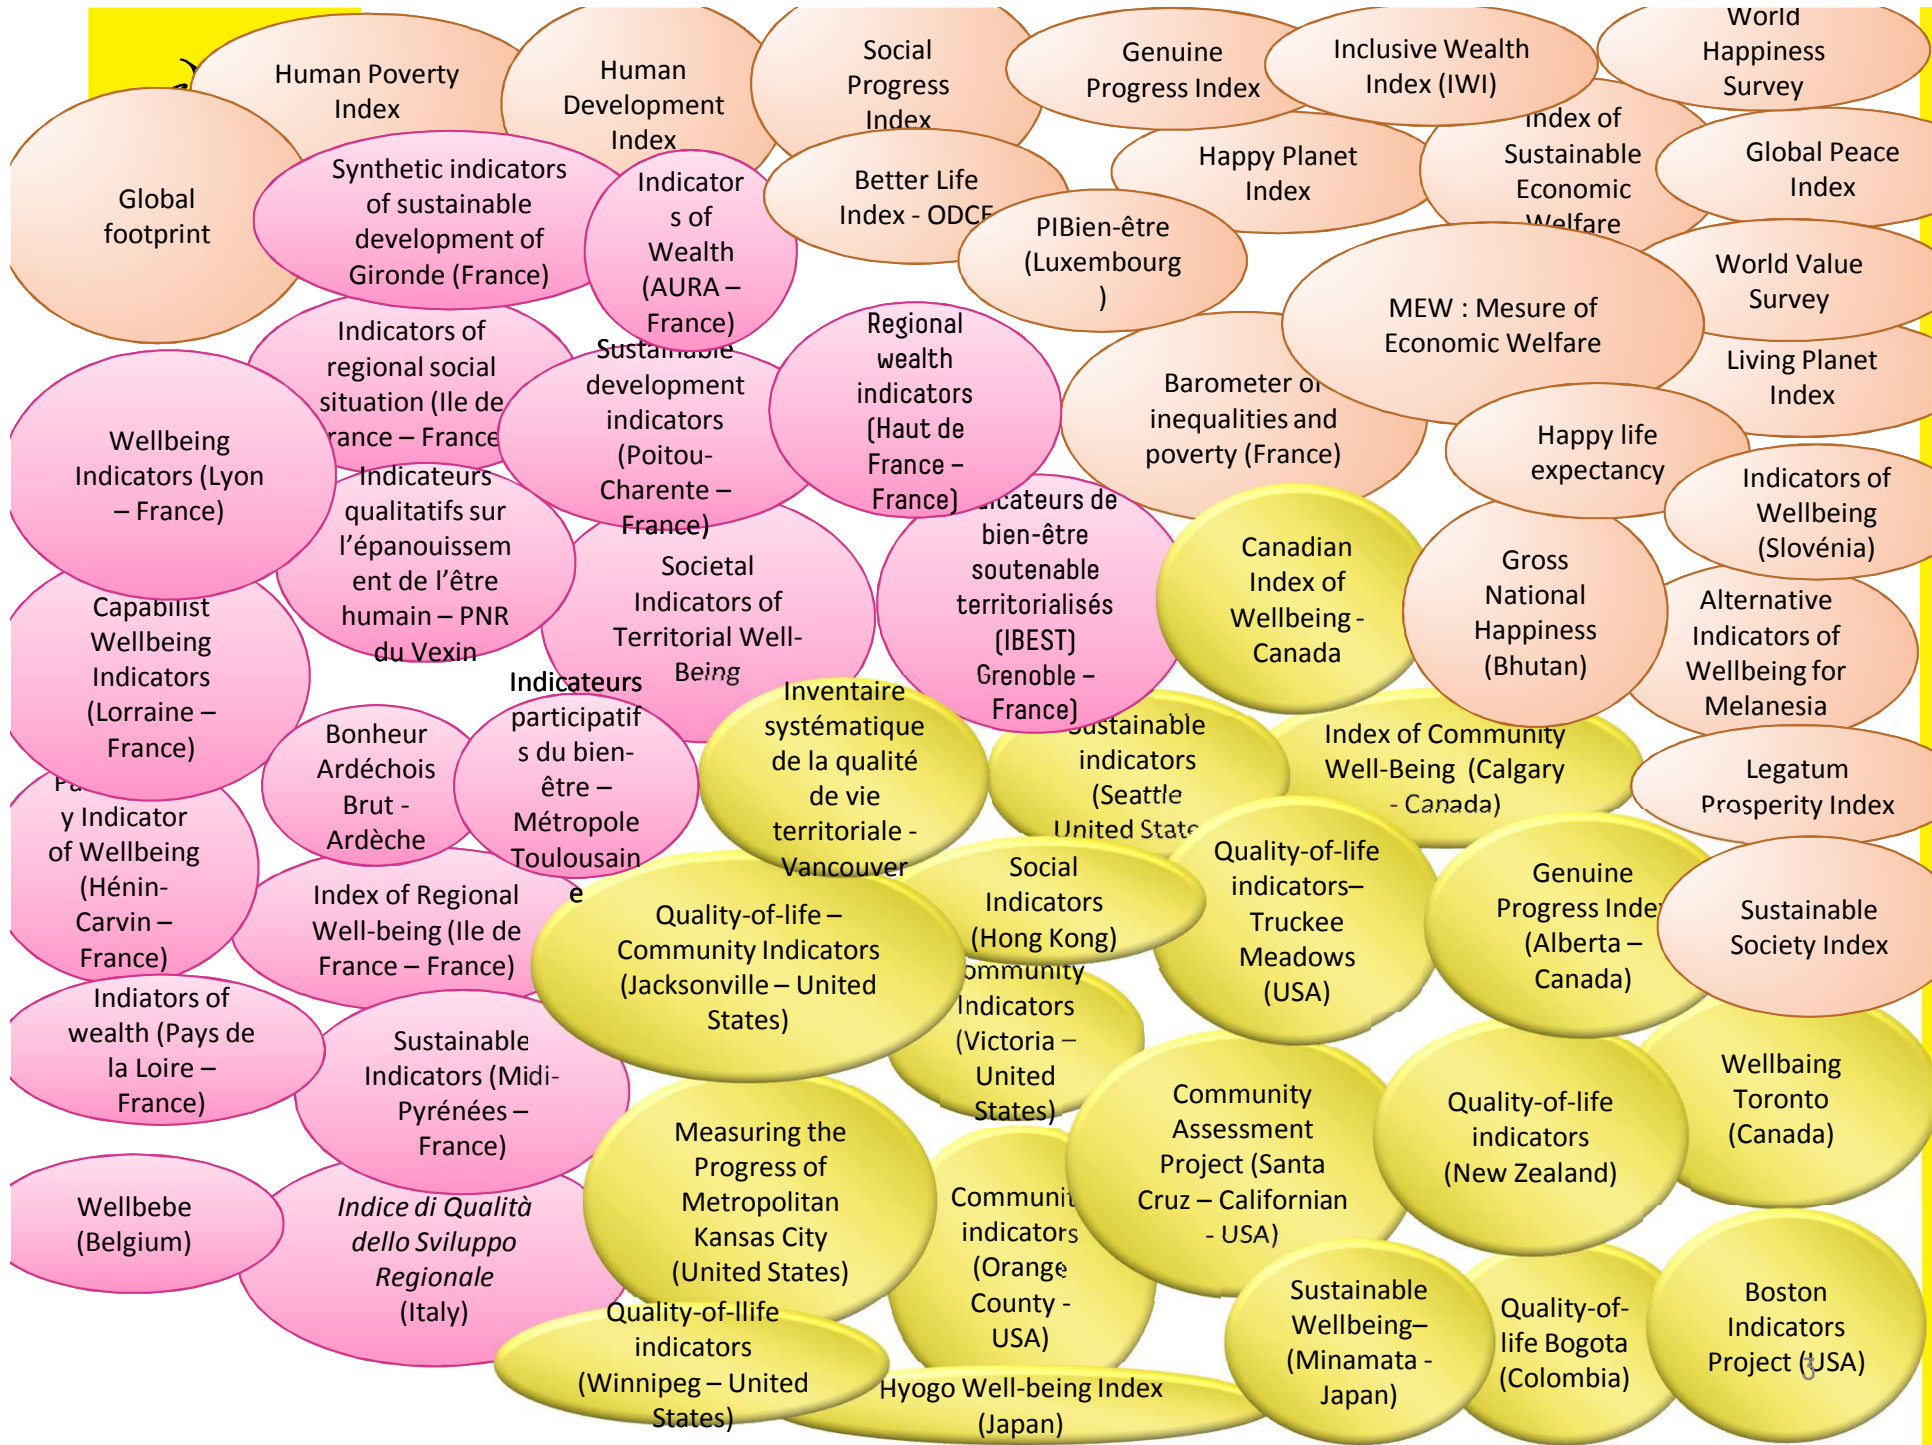 Human Poverty
Index
Human
Development
Index
Social
Progress
Index
Genuine
Progress Index
Inclusive Wealth
Index (IWI)
World
Happiness
Survey
Global
footprint
Synthetic indicators
of sustainable
development of
Gironde (France)
Indicator
s of
Wealth
(AURA –
France)
Better Life
Index - ODCE
PIBien-être
(Luxembourg
)
Happy Planet
Index
Index of
Sustainable
Economic
Welfare
Global Peace
Index
World Value
Survey
MEW : Mesure of
Economic Welfare
Living Planet
Index
Indicators of
regional social
situation (Ile de
rance – France
Sustainable
development
indicators
(Poitou-
Charente –
France)
Regional
wealth
indicators
(Haut de
France –
France)
Barometer of
inequalities and
poverty (France)
Happy life
expectancy
Wellbeing
Indicators (Lyon
– France)
Indicateurs
qualitatifs sur
l'épanouissem
ent de l'être
humain – PNR
du Vexin
Societal
Indicators of
Territorial Well-
Being
dicateurs de
bien-être
soutenable
territorialisés
(IBEST)
Grenoble –
France)
Canadian
Index of
Wellbeing -
Canada
Gross
National
Happiness
(Bhutan)
Indicators of
Wellbeing
(Slovénia)
Alternative
Indicators of
Wellbeing for
Melanesia
Capabilist
Wellbeing
Indicators
(Lorraine –
France)
Bonheur
Ardéchois
Brut -
Ardèche
Indicateurs
participatif
s du bien-
être –
Métropole
Toulousain
e
Inventaire
systématique
de la qualité
de vie
territoriale -
Vancouver
Sustainable
indicators
(Seattle
United State
Index of Community
Well-Being (Calgary
- Canada)
Legatum
Prosperity Index
y Indicator
of Wellbeing
(Hénin-
Carvin –
France)
Index of Regional
Well-being (Ile de
France – France)
Quality-of-life –
Community Indicators
(Jacksonville – United
States)
Social
Indicators
(Hong Kong)
Quality-of-life
indicators–
Truckee
Meadows
(USA)
Genuine
Progress Index
(Alberta –
Canada)
Sustainable
Society Index
Indiators of
wealth (Pays de
la Loire –
France)
Sustainable
Indicators (Midi-
Pyrénées –
France)
ommunity
Indicators
(Victoria –
United
States)
Community
Assessment
Project (Santa
Cruz – Californian
- USA)
Quality-of-life
indicators
(New Zealand)
Wellbaing
Toronto
(Canada)
Wellbebe
(Belgium)
Indice di Qualità
dello Sviluppo
Regionale
(Italy)
Measuring the
Progress of
Metropolitan
Kansas City
(United States)
Communit
indicators
(Orange
County -
USA)
Sustainable
Wellbeing–
(Minamata -
Japan)
Quality-of-
life Bogota
(Colombia)
Boston
Indicators
Project (USA)
3
Quality-of-llife
indicators
(Winnipeg – United
States)
Hyogo Well-being Index
(Japan)